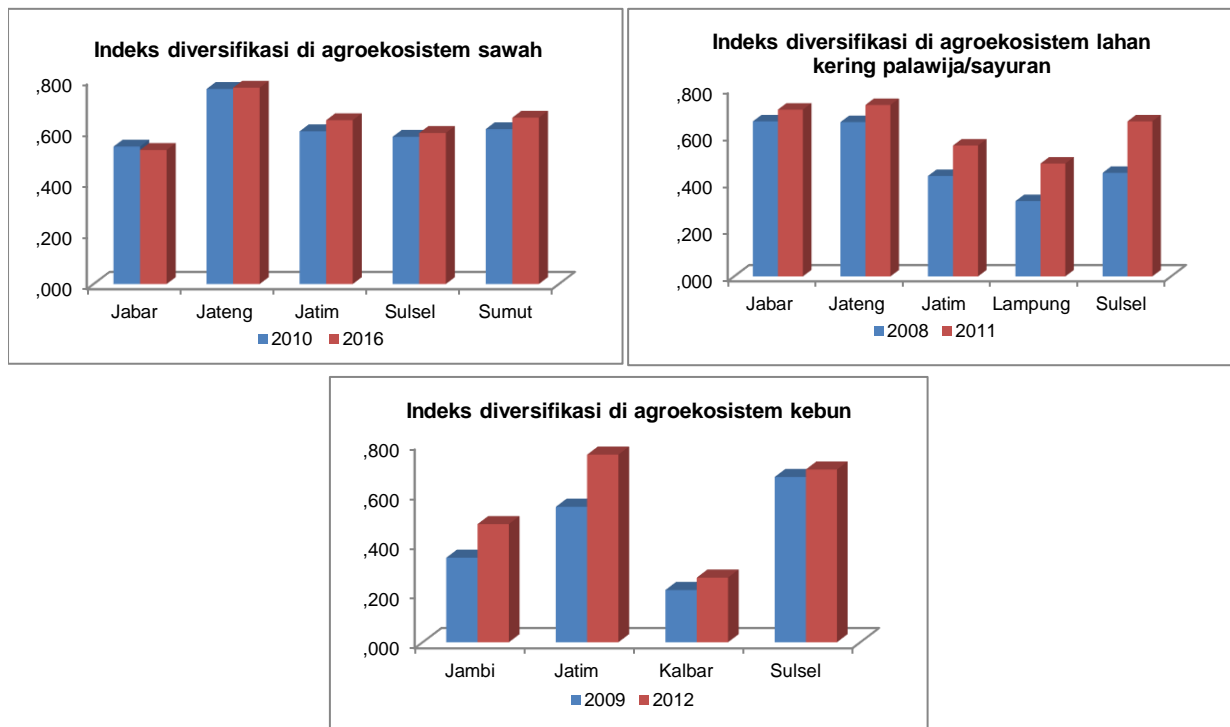 Indeks diversifikasi di agroekosistem sawah
,800
,600
,400
,200
,000
Jabar Jateng Jatim Sulsel Sumut
2010 2016
Indeks diversifikasi di agroekosistem lahan
kering palawija/sayuran
,800
,600
,400
,200
,000
Jabar Jateng Jatim Lampung Sulsel
2008 2011
Indeks diversifikasi di agroekosistem kebun
,800
,600
,400
,200
,000
Jambi Jatim Kalbar Sulsel
2009 2012